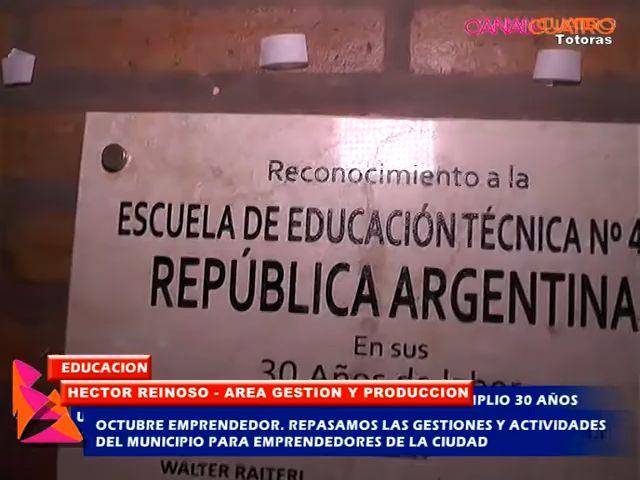 CANALCUATRO
Totoras
Reconocimiento a la
ESCUELA DE EDUCACIÓN TÉCNICA Nº 4
REPÚBLICA ARGENTINA
En sus
30 Años de labor
EDUCACION
HECTOR REINOSO - AREA GESTION Y PRODUCCION
MPLIO 30 AÑOS
OCTUBRE EMPRENDEDOR. REPASAMOS LAS GESTIONES Y ACTIVIDADES
DEL MUNICIPIO PARA EMPRENDEDORES DE LA CIUDAD
WALTER RAITERI